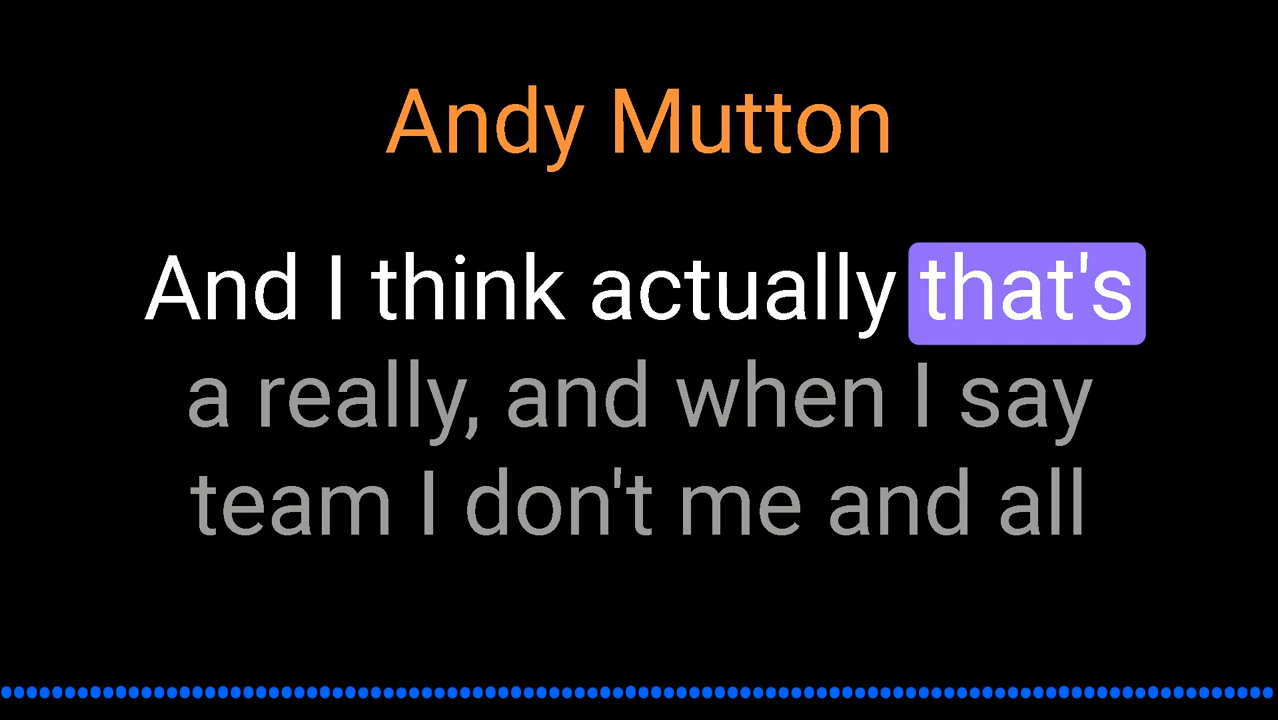 Andy Mutton
And I think actually that's
a really, and when I say
team I don't me and all